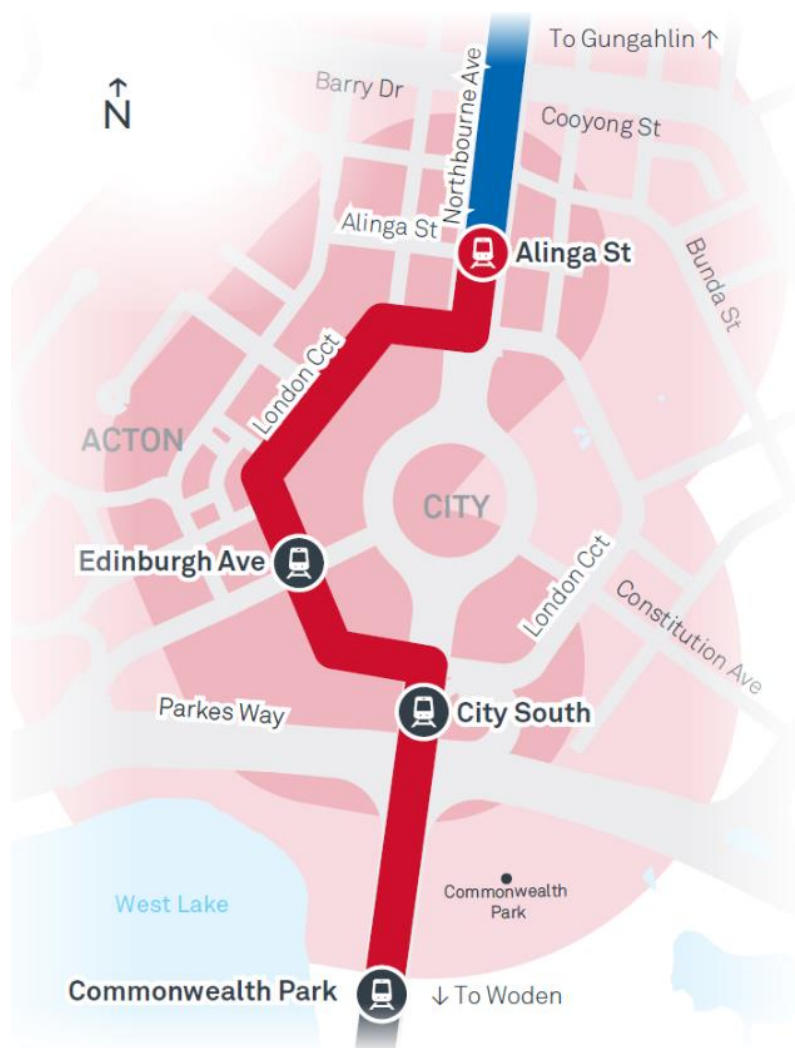 To Gungahlin ↑
↑
N
Barry Dr
Northbourne Ave
Cooyong St
Alinga St
Alinga St
Bunda St
London Cct
ACTON
CITY
Edinburgh Ave
London Cct
Constitution Ave
Parkes Way
City South
Commonwealth
Park
West Lake
Commonwealth Park
↓ To Woden